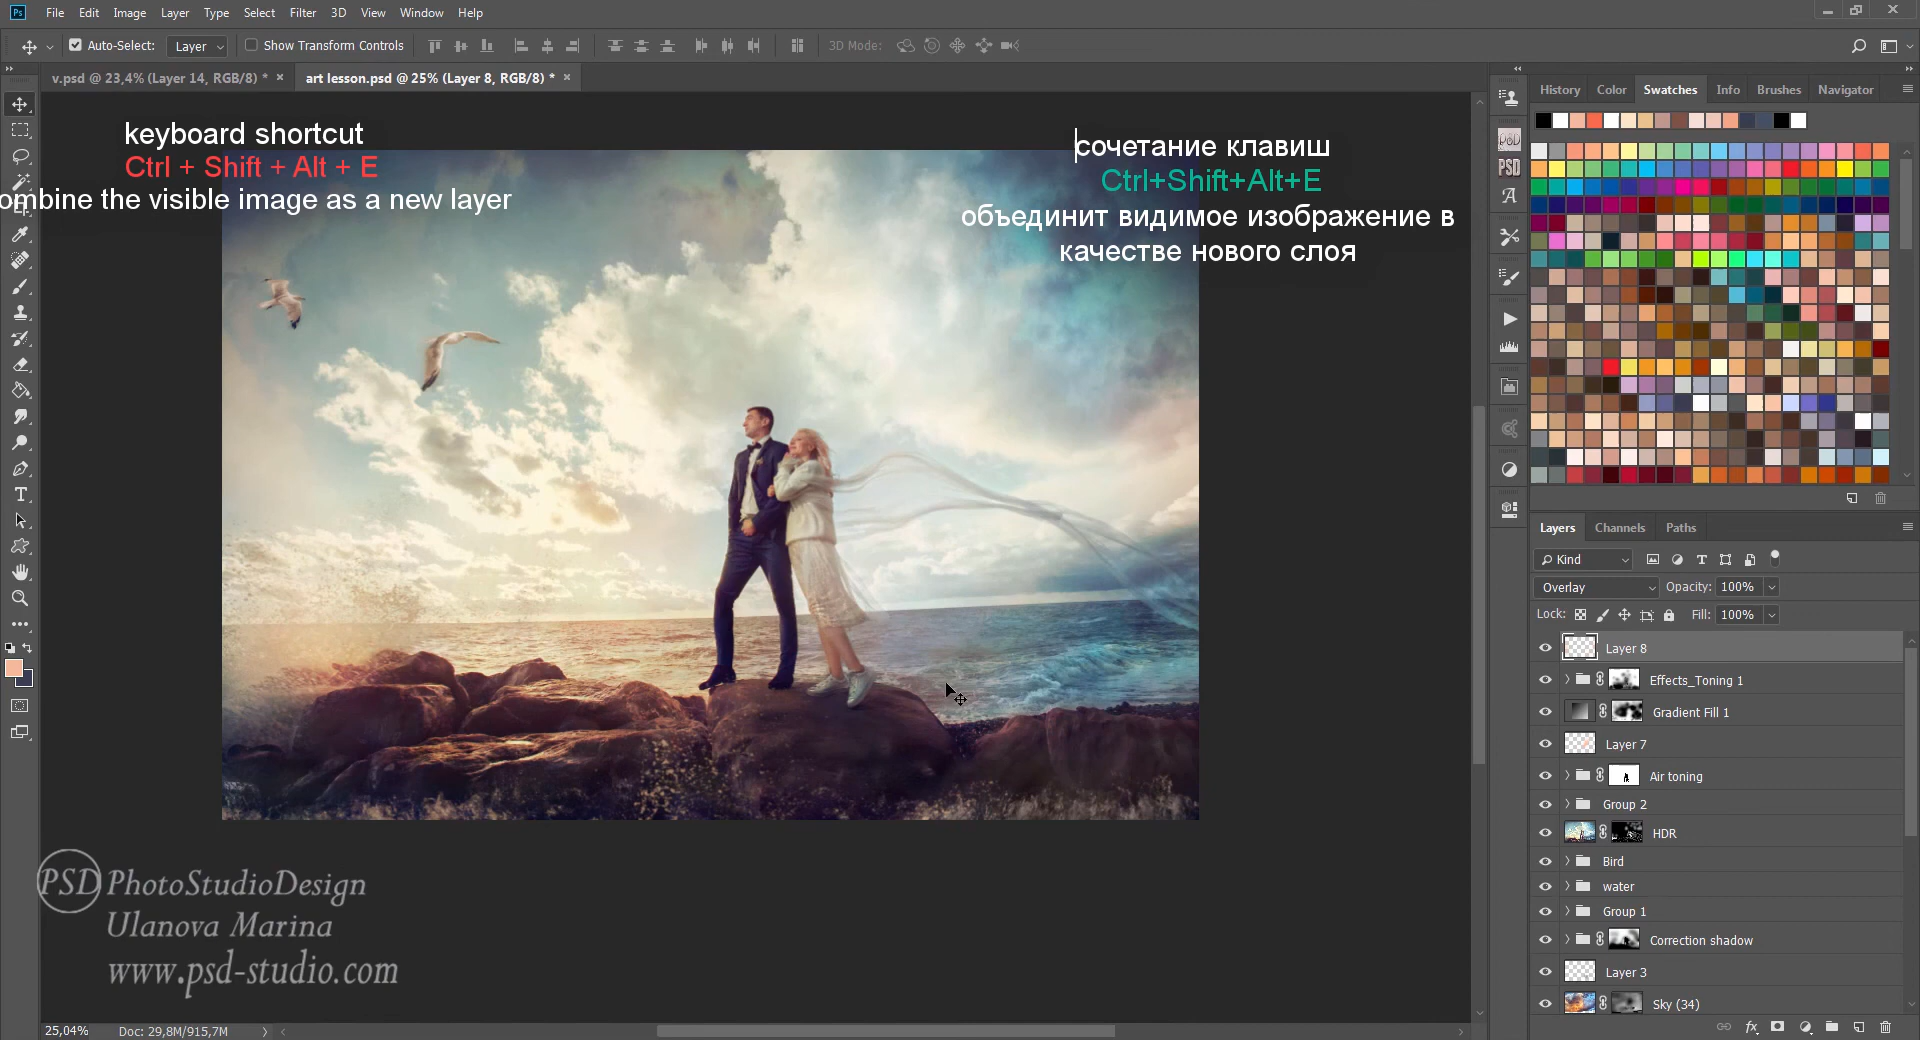 Ps File Edit Image Layer Type Select Filter 3D View Window Help
Auto-Select: Layer Show Transform Controls 3D Mode:
v.psd @ 23,4% (Layer 14, RGB/8) * × art lesson.psd @ 25% (Layer 8, RGB/8) * ×
History Color Swatches Info Brushes Navigator
keyboard shortcut
Ctrl + Shift + Alt + E
ombine the visible image as a new layer
сочетание клавиш
Ctrl+Shift+Alt+E
объединит видимое изображение в
качестве нового слоя
PSD
PSD
A
Layers Channels Paths
Kind
Overlay Opacity: 100%
Lock: Fill: 100%
Layer 8
Effects_Toning 1
Gradient Fill 1
Layer 7
Air toning
Group 2
HDR
Bird
water
Group 1
Correction shadow
Layer 3
Sky (34)
fx
PSD PhotoStudioDesign
Ulanova Marina
www.psd-studio.com
25,04% Doc: 29,8M/915,7M